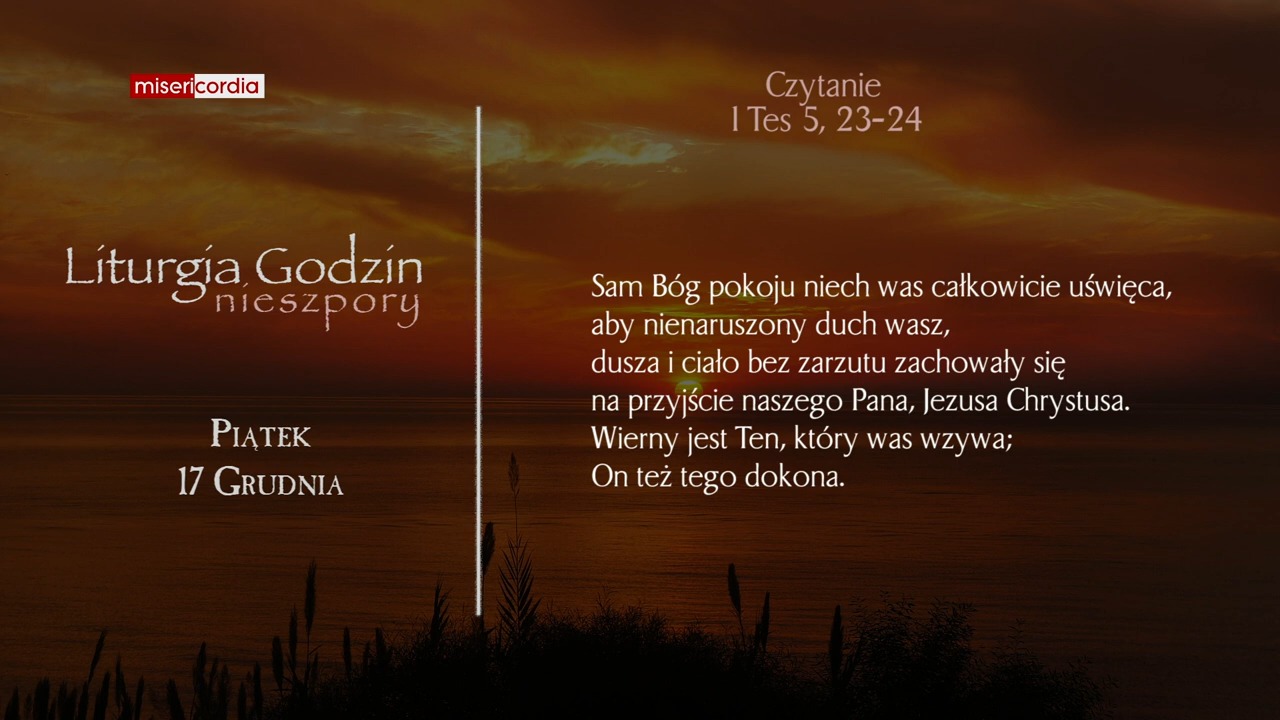 misericordia
Liturgia Godzin
nieszpory
Piątek
17 Grudnia
Czytanie
1 Tes 5, 23-24
Sam Bóg pokoju niech was całkowicie uświęca,
aby nienaruszony duch wasz,
dusza i ciało bez zarzutu zachowały się
na przyjście naszego Pana, Jezusa Chrystusa.
Wierny jest Ten, który was wzywa;
On też tego dokona.